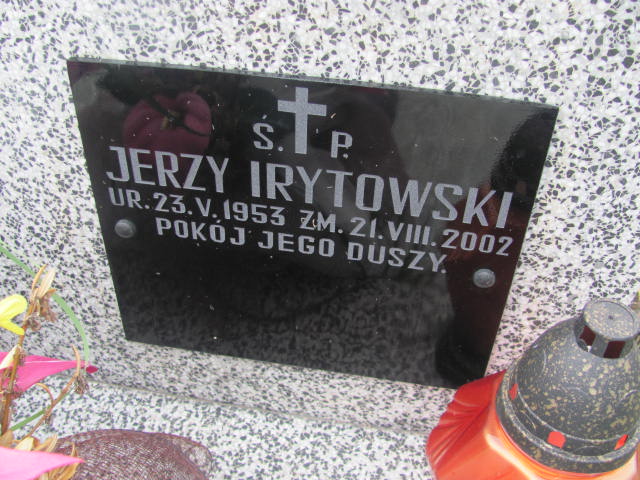 Ś. P.
JERZY IRYTOWSKI
UR. 23. V. 1953 ZM. 21. VIII. 2002
POKÓJ JEGO DUSZY.